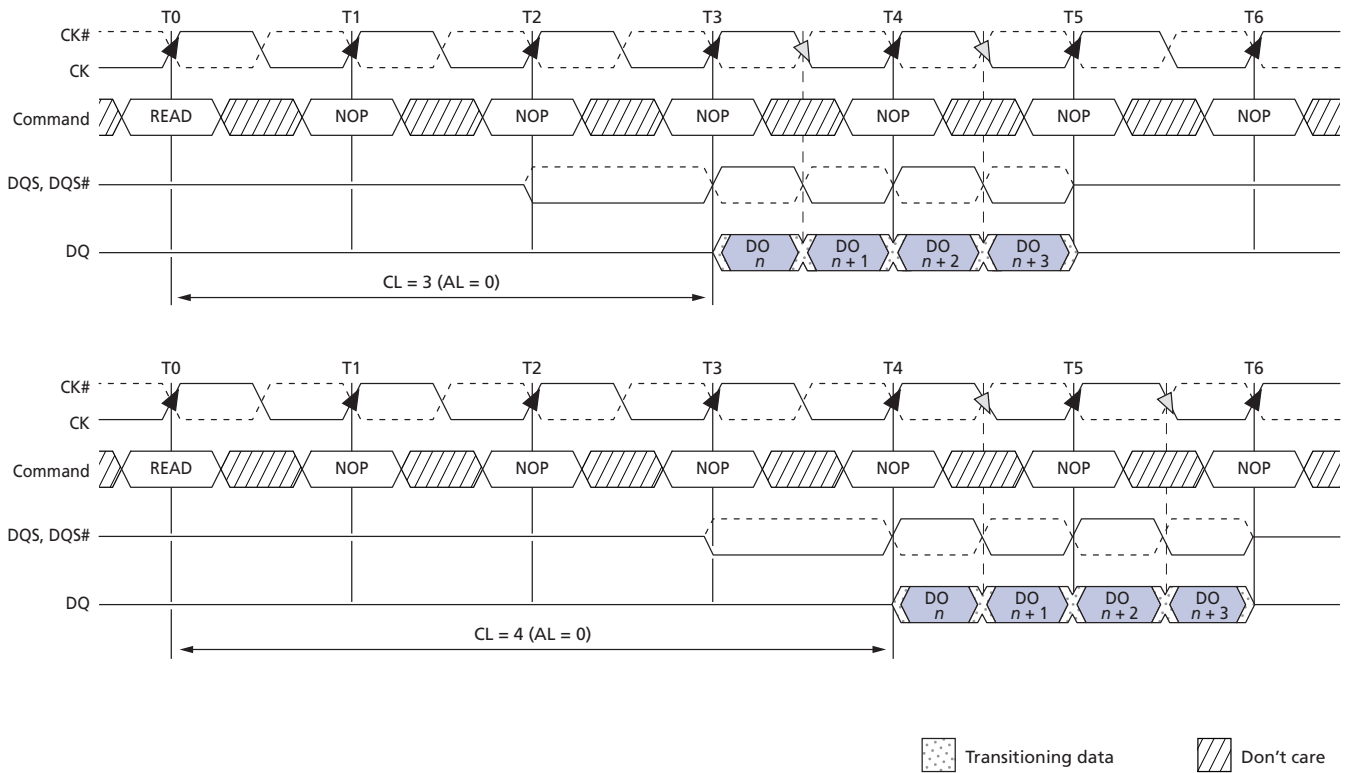 T0 T1 T2 T3 T4 T5 T6
CK#
CK
Command READ NOP NOP NOP NOP NOP NOP
DQS, DQS#
DQ DO n DO n + 1 DO n + 2 DO n + 3
CL = 3 (AL = 0)
T0 T1 T2 T3 T4 T5 T6
CK#
CK
Command READ NOP NOP NOP NOP NOP NOP
DQS, DQS#
DQ DO n DO n + 1 DO n + 2 DO n + 3
CL = 4 (AL = 0)
Transitioning data Don't care